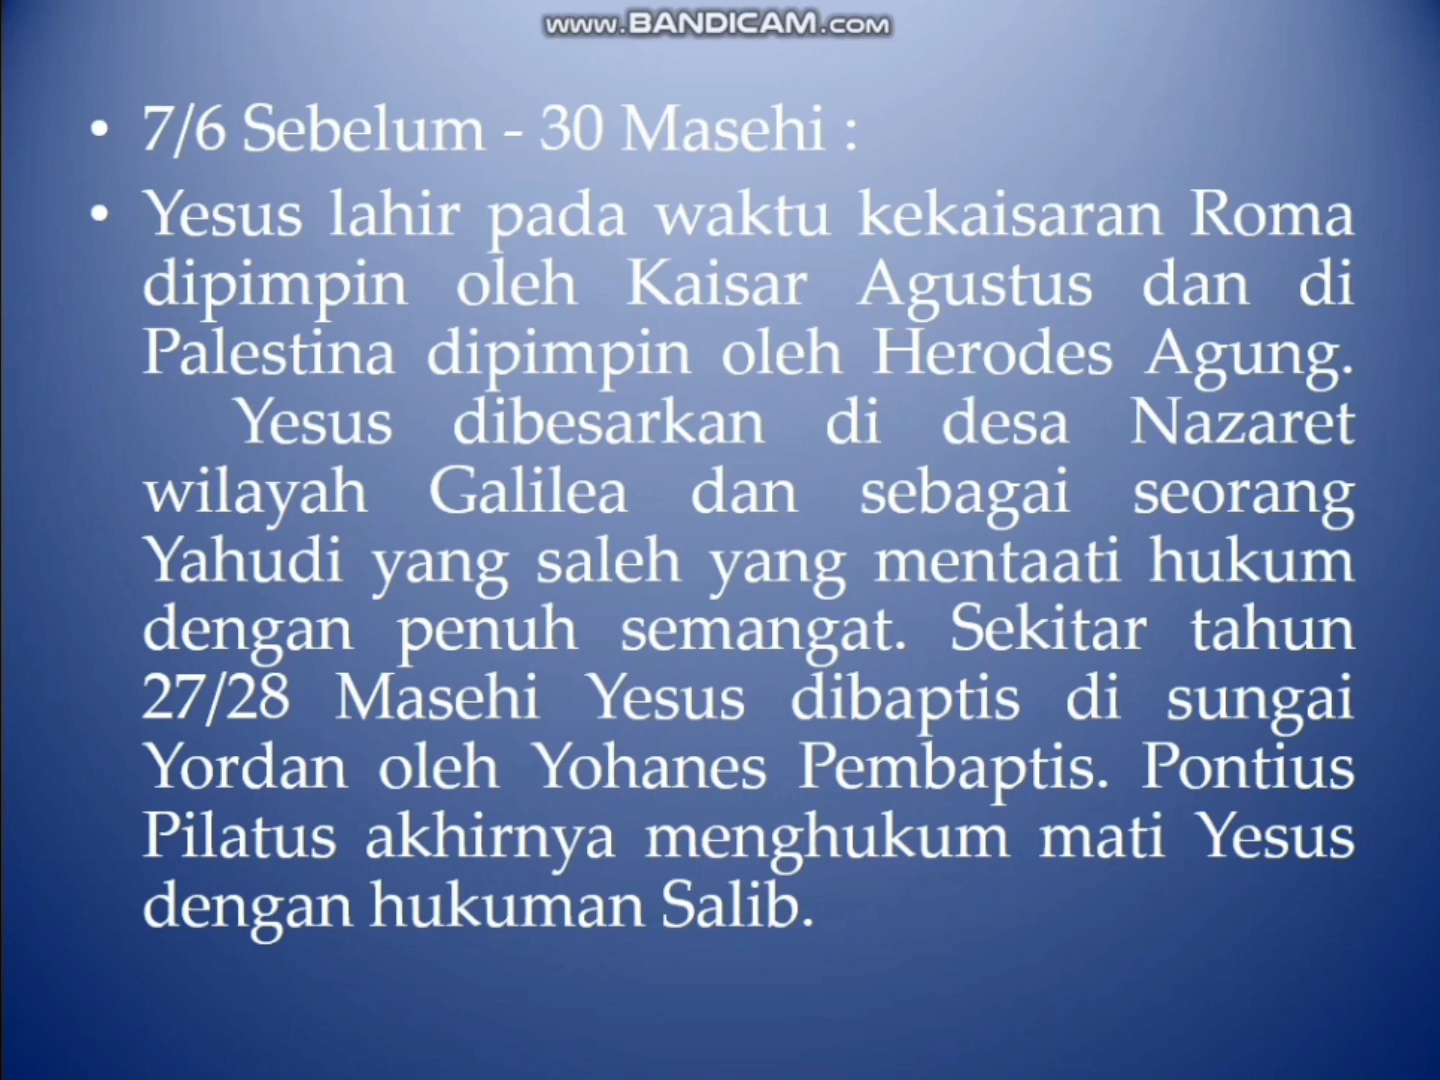 www.BANDICAM.com
• 7/6 Sebelum - 30 Masehi :
• Yesus lahir pada waktu kekaisaran Roma
dipimpin oleh Kaisar Agustus dan di
Palestina dipimpin oleh Herodes Agung.
Yesus dibesarkan di desa Nazaret
wilayah Galilea dan sebagai seorang
Yahudi yang saleh yang mentaati hukum
dengan penuh semangat. Sekitar tahun
27/28 Masehi Yesus dibaptis di sungai
Yordan oleh Yohanes Pembaptis. Pontius
Pilatus akhirnya menghukum mati Yesus
dengan hukuman Salib.